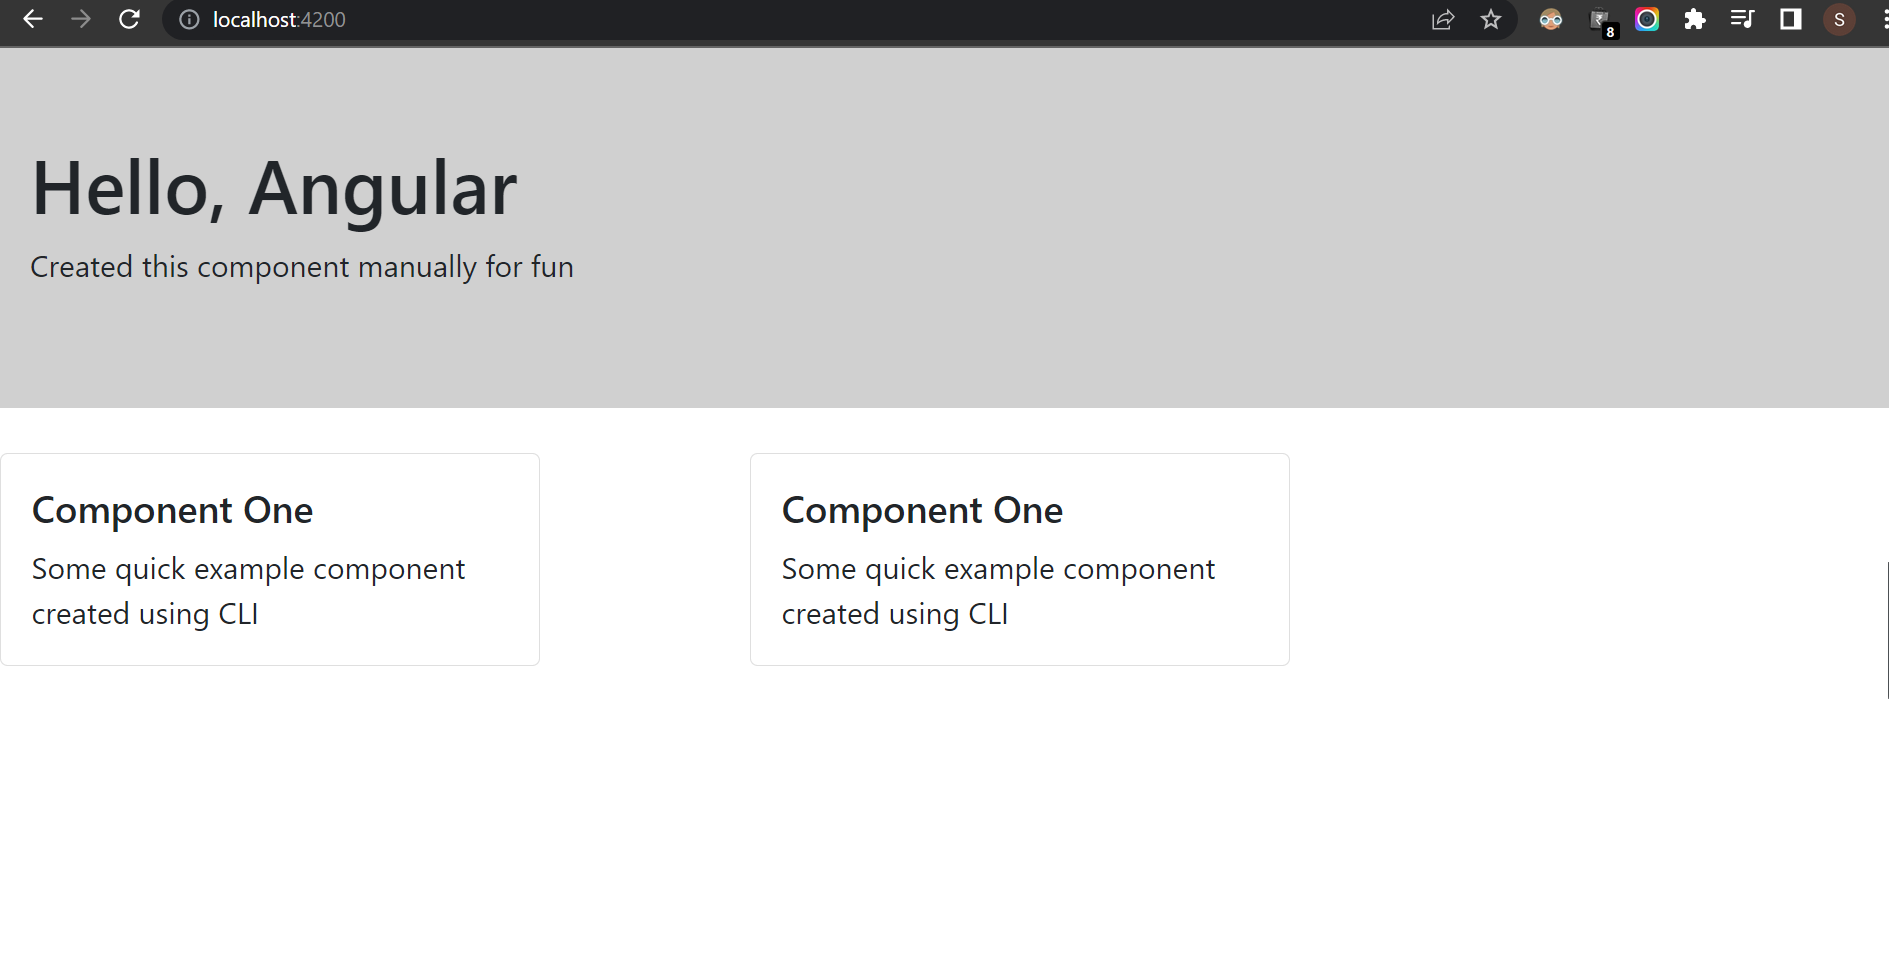 localhost:4200
₹
8
S
Hello, Angular
Created this component manually for fun
Component One
Some quick example component
created using CLI
Component One
Some quick example component
created using CLI